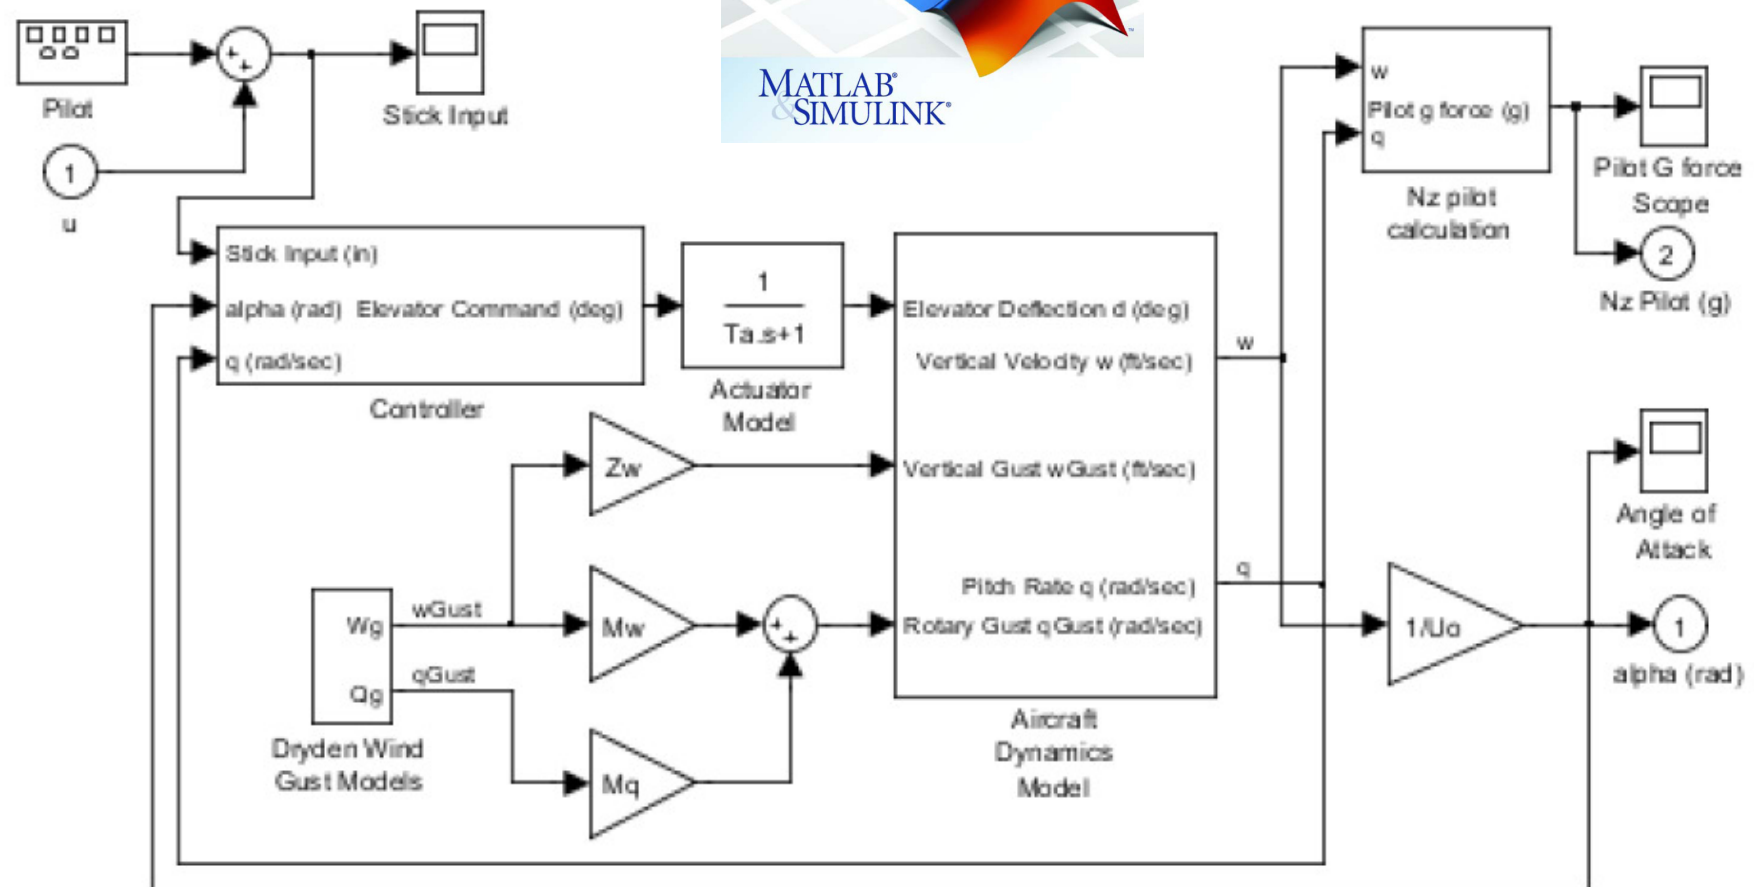 Pilot
+
+
Stick Input
1
u
MATLAB®
&SIMULINK®
w
Pilot g force (g)
q
Nz pilot
calculation
Pilot G force
Scope
2
Nz Pilot (g)
Stick Input (in)
alpha (rad) Elevator Command (deg)
q (rad/sec)
Controller
1
Ta.s+1
Actuator
Model
Elevator Deflection d (deg)
Vertical Velocity w (ft/sec)
Vertical Gust wGust (ft/sec)
Pitch Rate q (rad/sec)
Rotary Gust qGust (rad/sec)
Aircraft
Dynamics
Model
w
q
Zw
Mw
Mq
+
+
Wg
Qg
wGust
qGust
Dryden Wind
Gust Models
1/Uo
Angle of
Attack
1
alpha (rad)